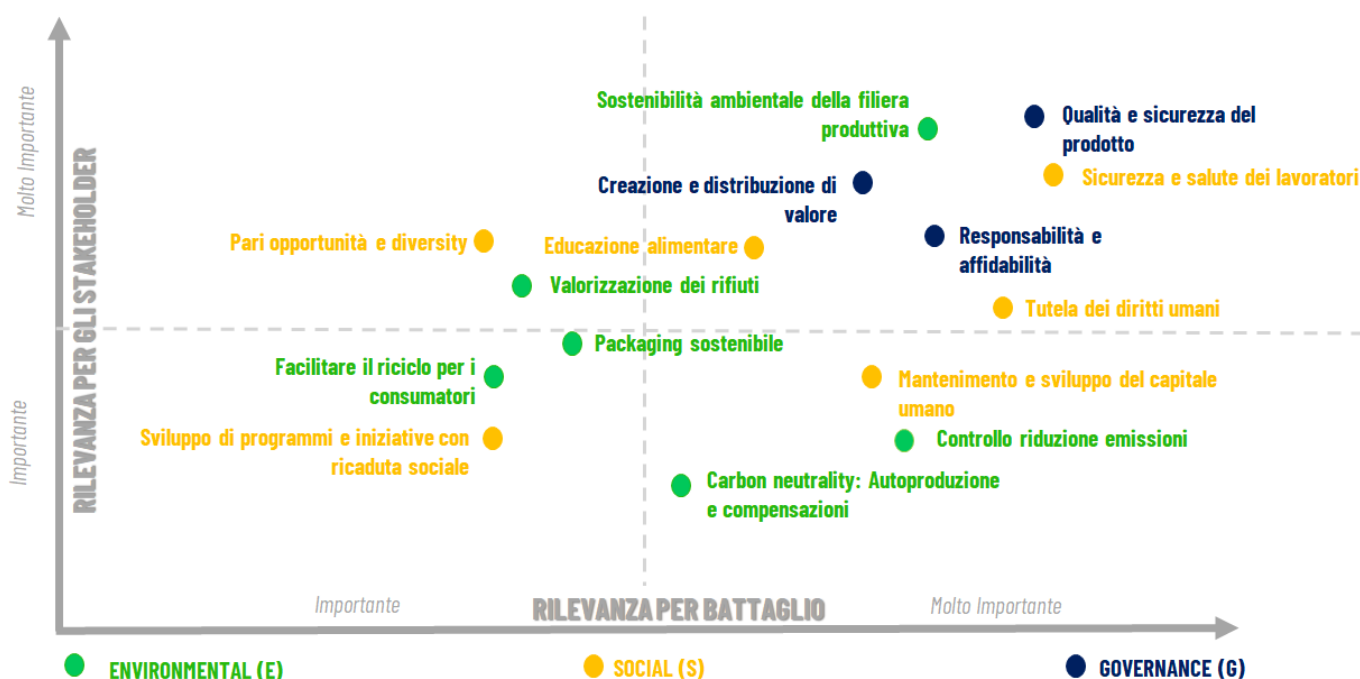 Molto Importante
RILEVANZA PER GLI STAKEHOLDER
Importante
Sostenibilità ambientale della filiera
produttiva
Qualità e sicurezza del
prodotto
Sicurezza e salute dei lavoratori
Creazione e distribuzione di
valore
Pari opportunità e diversity
Educazione alimentare
Responsabilità e
affidabilità
Valorizzazione dei rifiuti
Tutela dei diritti umani
Packaging sostenibile
Facilitare il riciclo per i
consumatori
Mantenimento e sviluppo del capitale
umano
Sviluppo di programmi e iniziative con
ricaduta sociale
Controllo riduzione emissioni
Carbon neutrality: Autoproduzione
e compensazioni
Importante
RILEVANZA PER BATTAGLIO
Molto Importante
ENVIRONMENTAL (E)
SOCIAL (S)
GOVERNANCE (G)